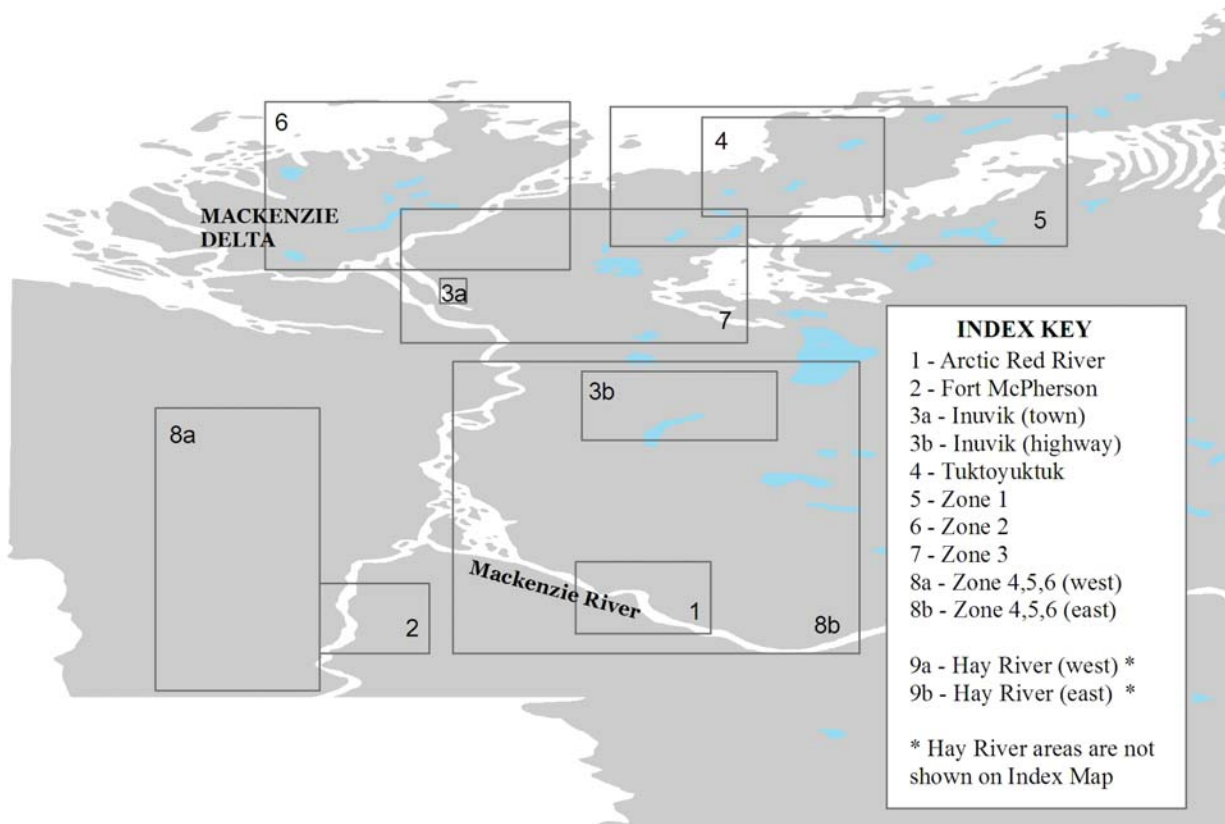 6
4
5
MACKENZIE
DELTA
3a
7
3b
8a
Mackenzie River
1
2
8b
INDEX KEY
1 - Arctic Red River
2 - Fort McPherson
3a - Inuvik (town)
3b - Inuvik (highway)
4 - Tuktoyuktuk
5 - Zone 1
6 - Zone 2
7 - Zone 3
8a - Zone 4,5,6 (west)
8b - Zone 4,5,6 (east)
9a - Hay River (west) *
9b - Hay River (east) *
* Hay River areas are not
shown on Index Map